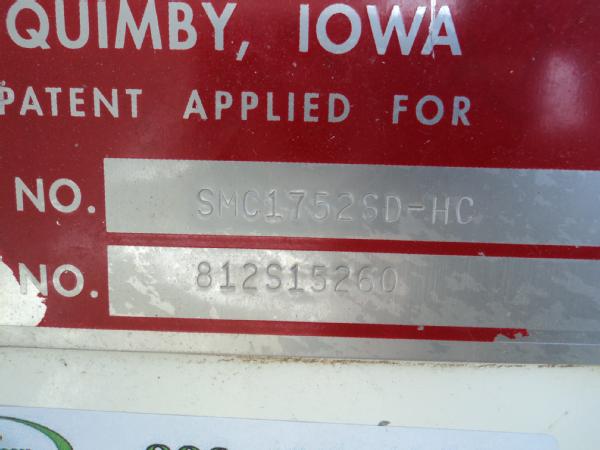 QUIMBY, IOWA
PATENT APPLIED FOR
NO. SMC1752SD-HC
NO. 812S15260